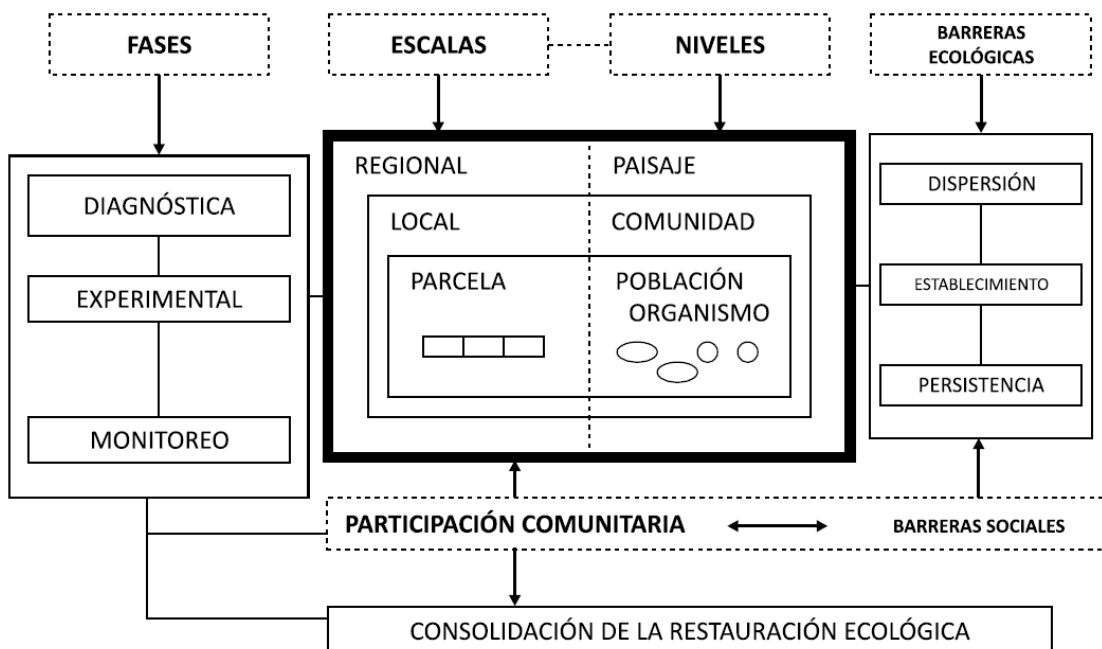 FASES
ESCALAS
NIVELES
BARRERAS
ECOLÓGICAS
DIAGNÓSTICA
EXPERIMENTAL
MONITOREO
REGIONAL
PAISAJE
LOCAL
COMUNIDAD
PARCELA
POBLACIÓN
ORGANISMO
DISPERSIÓN
ESTABLECIMIENTO
PERSISTENCIA
PARTICIPACIÓN COMUNITARIA
BARRERAS SOCIALES
CONSOLIDACIÓN DE LA RESTAURACIÓN ECOLÓGICA